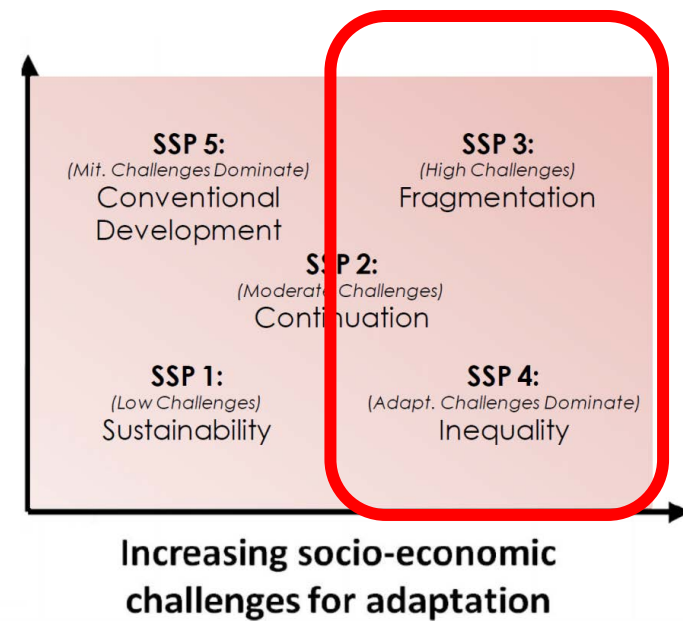 SSP 5:
(Mit. Challenges Dominate)
Conventional
Development
SSP 3:
(High Challenges)
Fragmentation
SSP 2:
(Moderate Challenges)
Continuation
SSP 1:
(Low Challenges)
Sustainability
SSP 4:
(Adapt. Challenges Dominate)
Inequality
Increasing socio-economic
challenges for adaptation